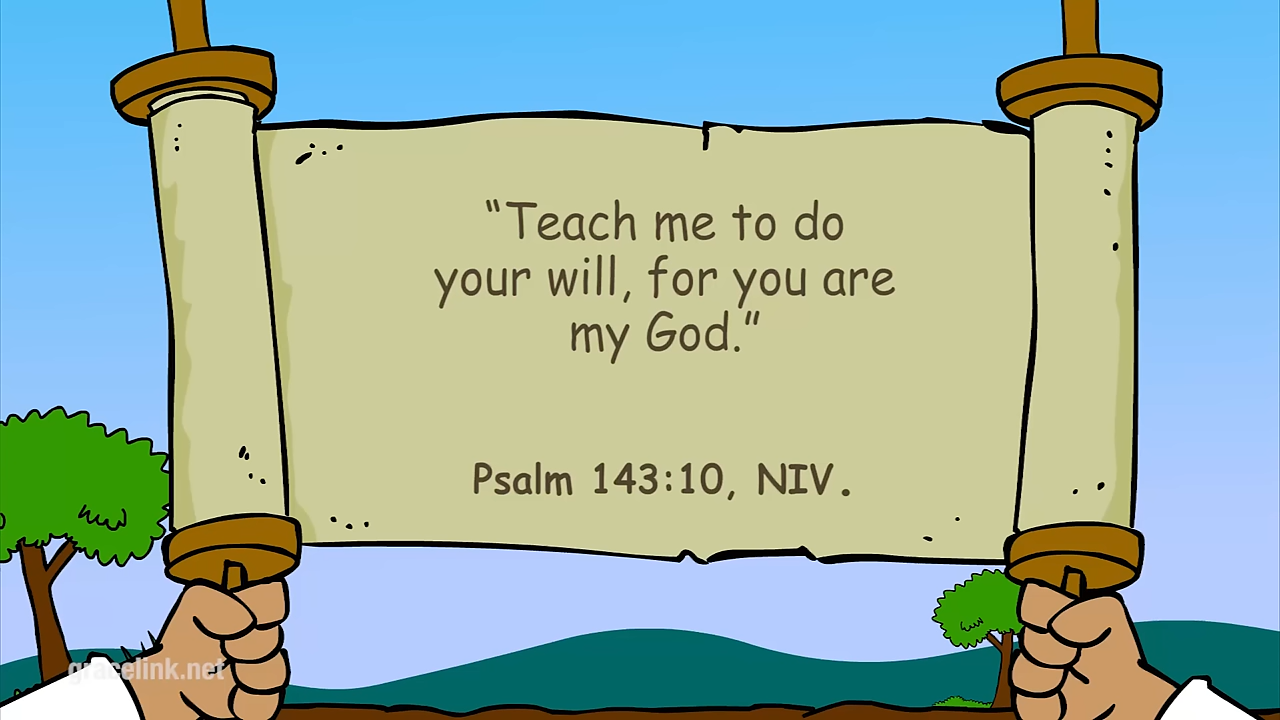 “Teach me to do
your will, for you are
my God.”
Psalm 143:10, NIV.
gracelink.net